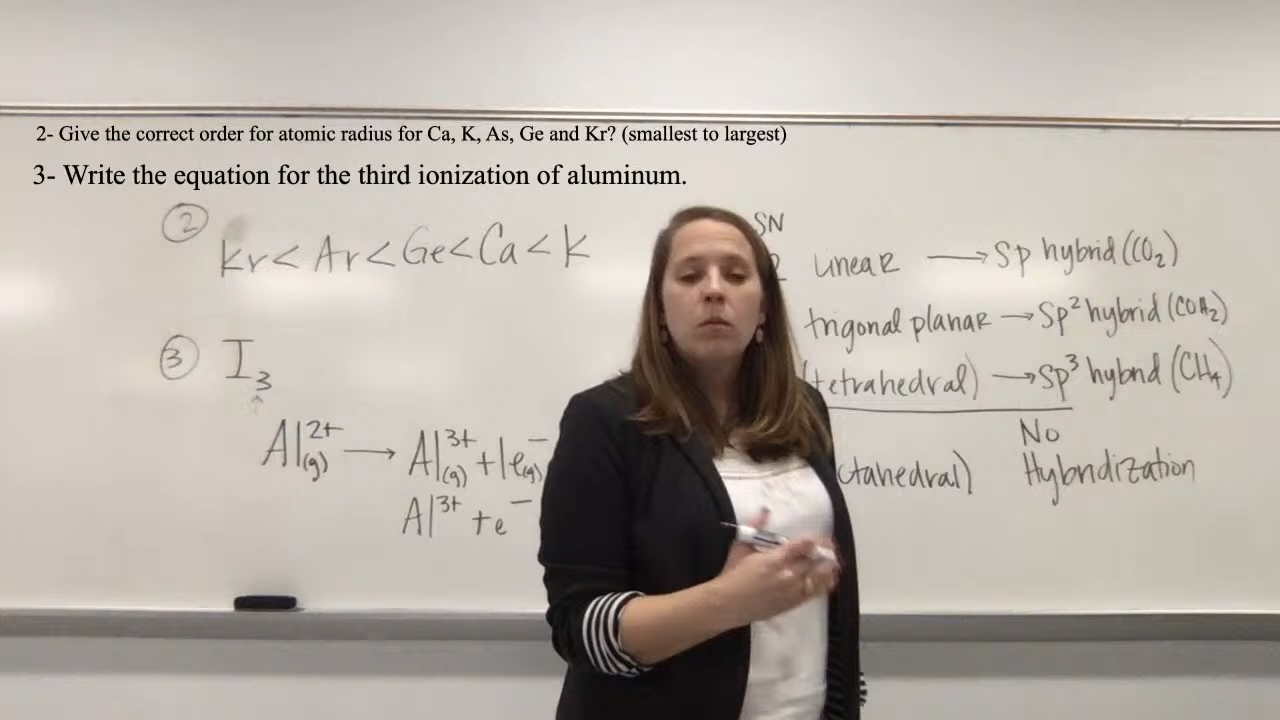 2- Give the correct order for atomic radius for Ca, K, As, Ge and Kr? (smallest to largest)
3- Write the equation for the third ionization of aluminum.
② Kr < Ar < Ge < Ca < K
③ I₃
Al²⁺(g) → Al³⁺(g) + 1e⁻(g)
Al³⁺ + e⁻
SN
2 linear → Sp hybrid (CO₂)
trigonal planar → Sp² hybrid (COH₂)
(tetrahedral) → Sp³ hybrid (CH₄)
No
ctahedral) Hybridization